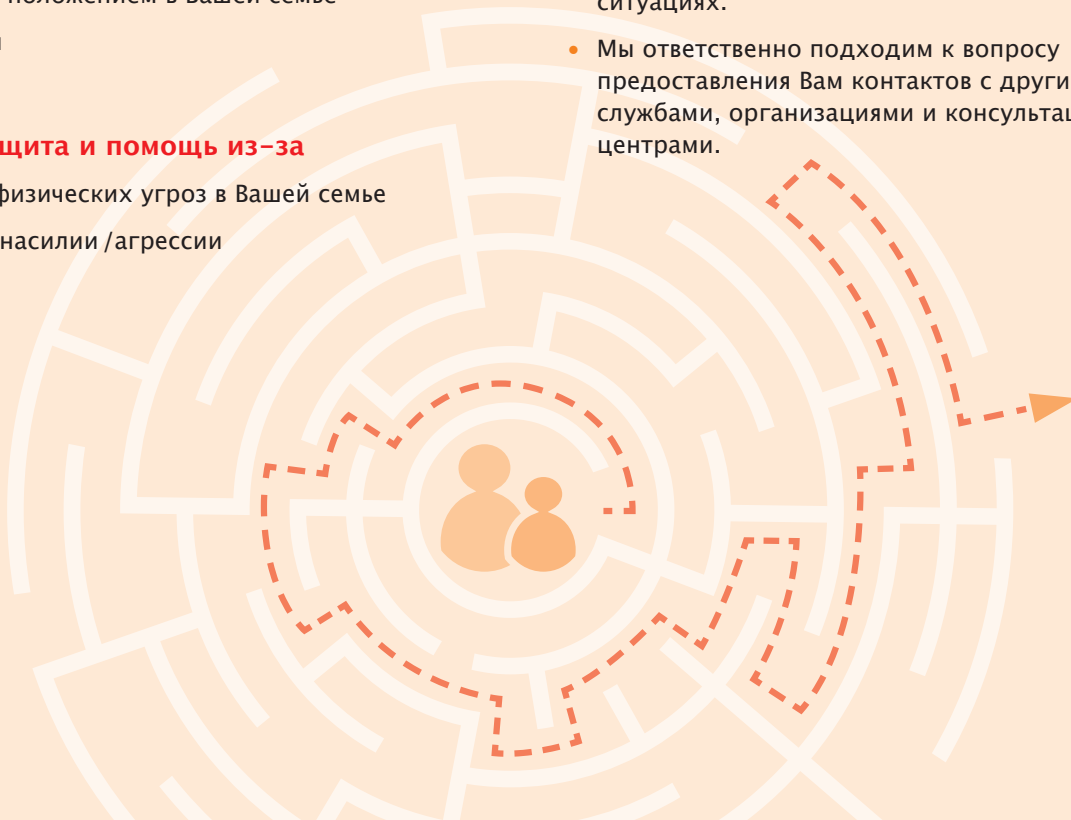 положением в Вашей семье
щита и помощь из-за
физических угроз в Вашей семье
насилии / агрессии
ситуациях.
• Мы ответственно подходим к вопросу
предоставления Вам контактов с други
службами, организациями и консультац
центрами.